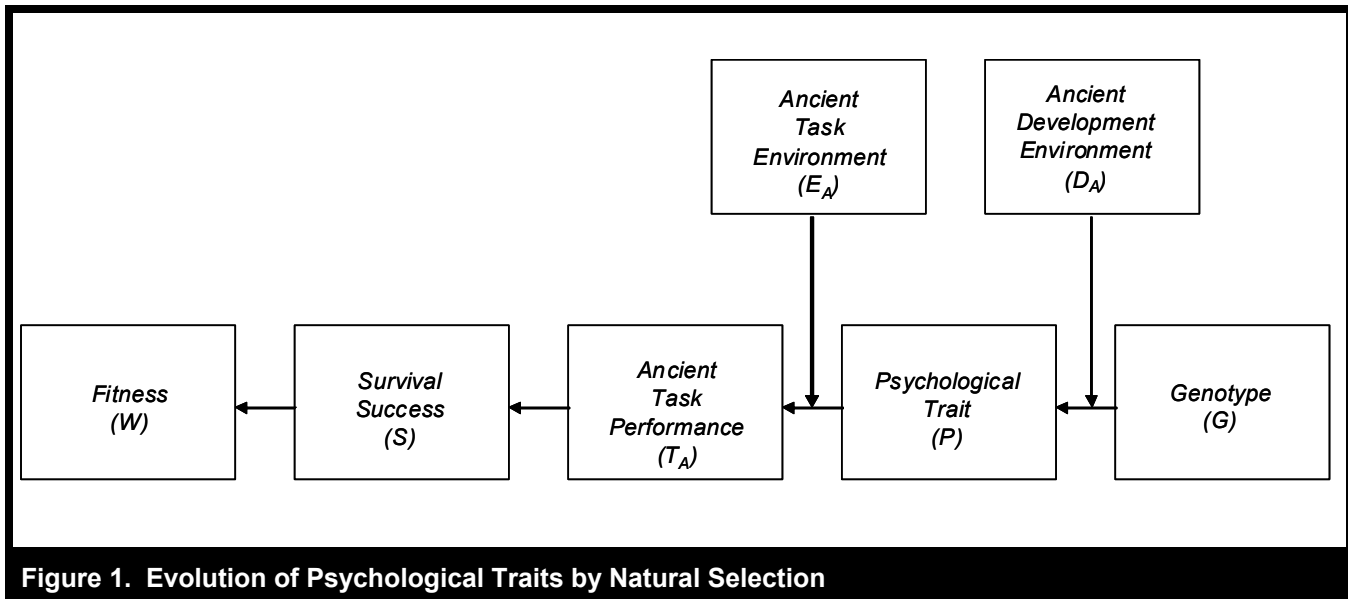 Ancient
Task
Environment
(E_A)
Ancient
Development
Environment
(D_A)
Fitness
(W)
Survival
Success
(S)
Ancient
Task
Performance
(T_A)
Psychological
Trait
(P)
Genotype
(G)
Figure 1. Evolution of Psychological Traits by Natural Selection